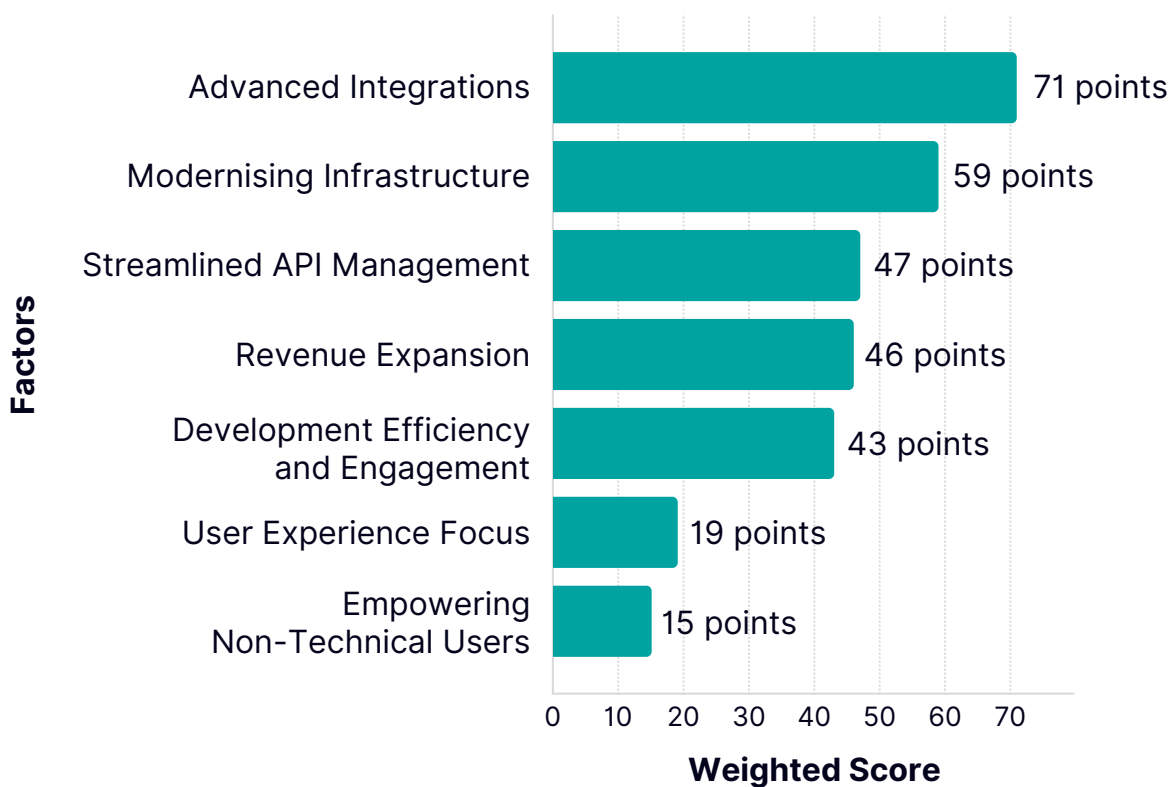 Factors
Advanced Integrations
71 points
Modernising Infrastructure
59 points
Streamlined API Management
47 points
Revenue Expansion
46 points
Development Efficiency
and Engagement
43 points
User Experience Focus
19 points
Empowering
Non-Technical Users
15 points
0 10 20 30 40 50 60 70
Weighted Score